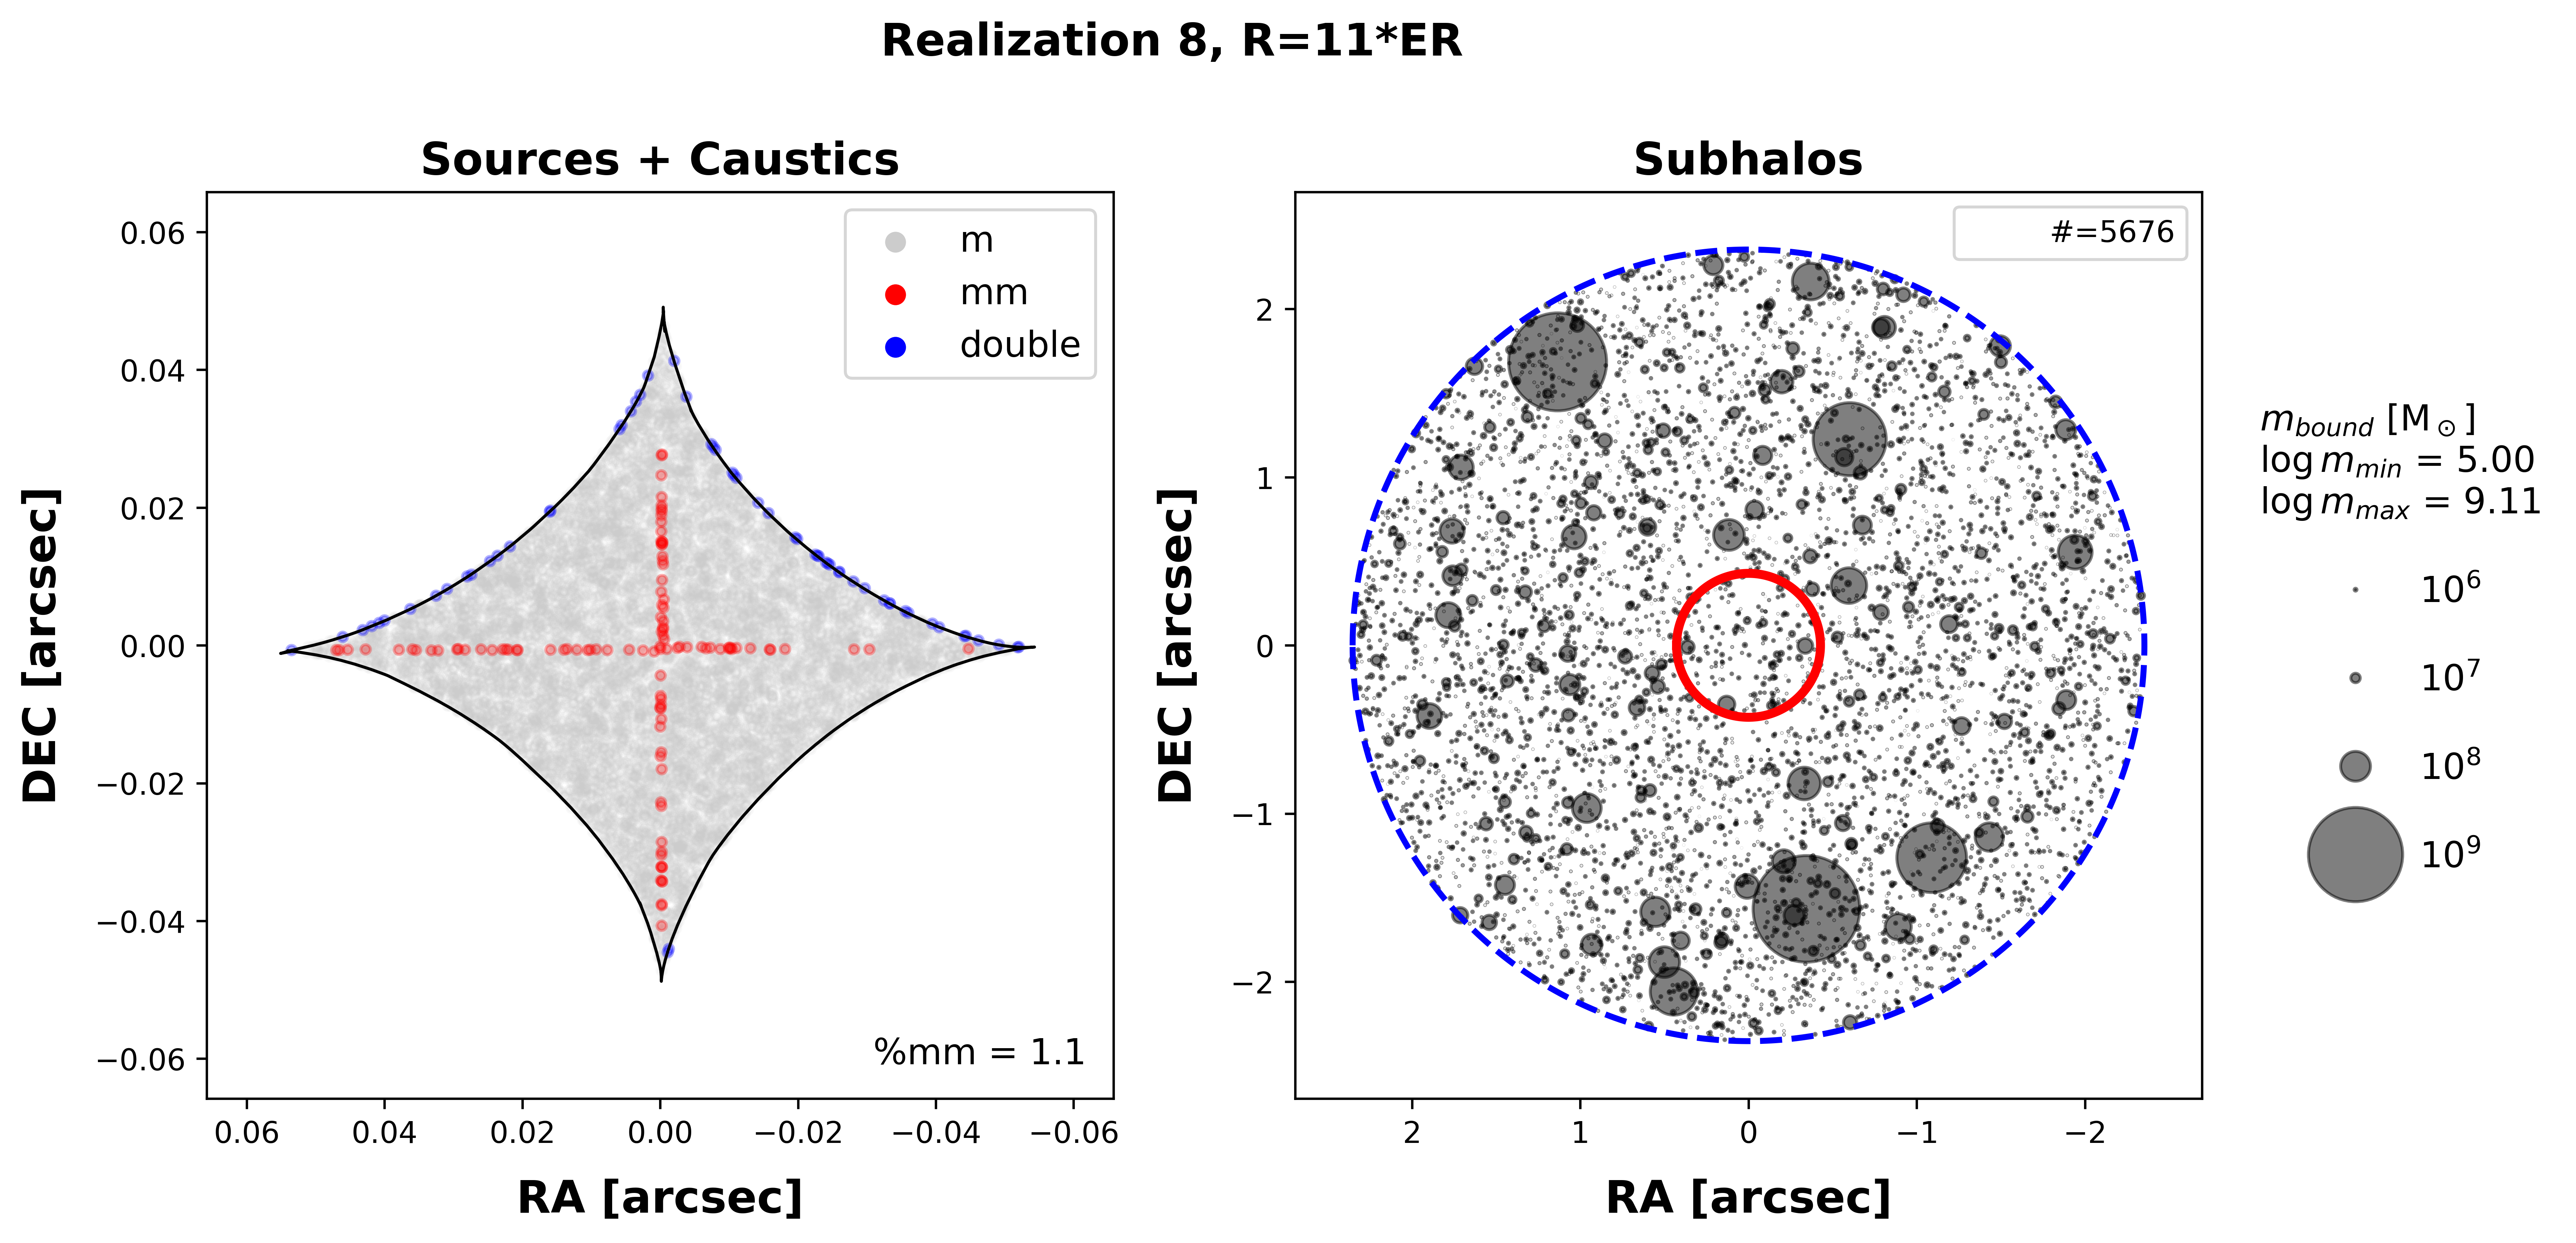 Realization 8, R=11*ER
Sources + Caustics
m
mm
double
%mm = 1.1
0.06
0.04
0.02
0.00
−0.02
−0.04
−0.06
DEC [arcsec]
0.06
0.04
0.02
0.00
−0.02
−0.04
−0.06
RA [arcsec]
Subhalos
#=5676
2
1
0
−1
−2
DEC [arcsec]
2
1
0
−1
−2
RA [arcsec]
m_bound [M_⊙]
log m_min = 5.00
log m_max = 9.11
10^6
10^7
10^8
10^9